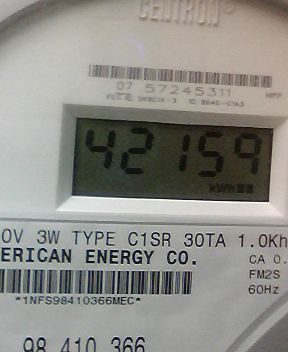 CENTRON®
07 57245311
42159
kWh
0V 3W TYPE C1SR 30TA 1.0Kh
ERICAN ENERGY CO.
CA 0.
FM2S
60Hz
*1NFS98410366MEC*
98 410 366